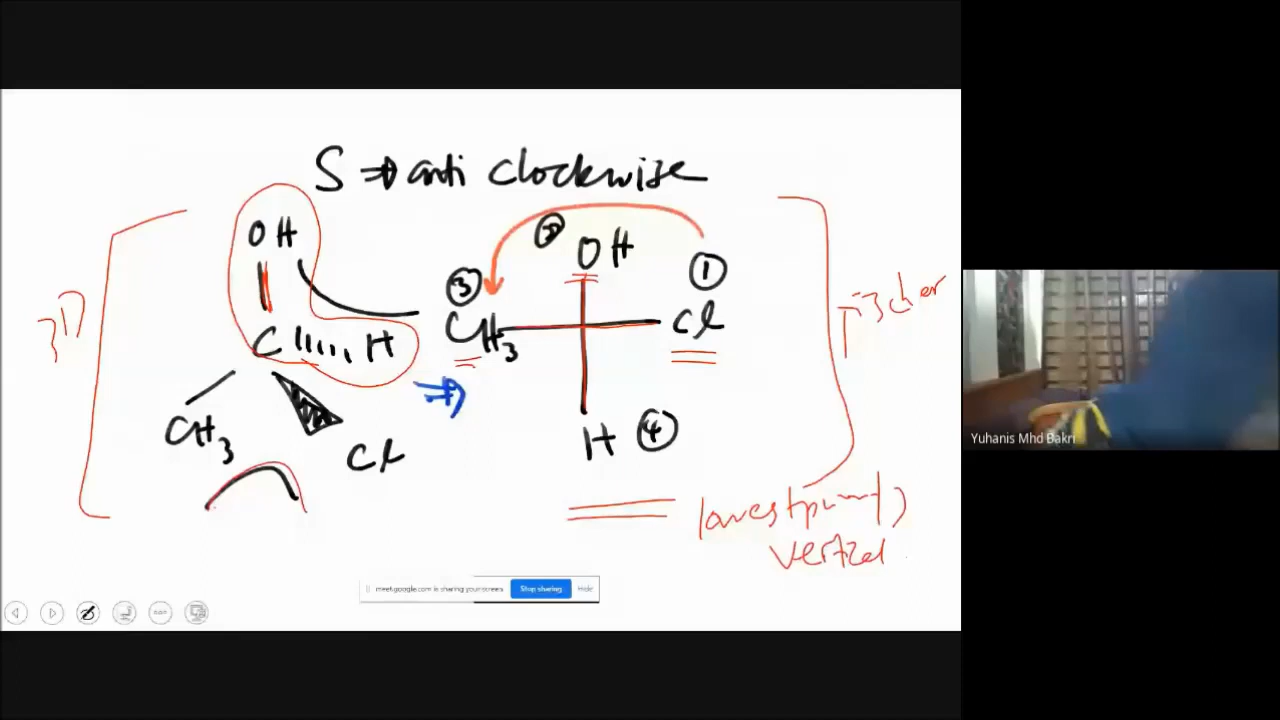 S ⇒ anti clockwise
OH
C
H
CH3
Cl
3D
②
OH
①
③
CH3
Cl
H ④
Fischer
lowest
vertical
meet.google.com is sharing your screen. Stop sharing Hide
Yuhanis Mhd Bakri